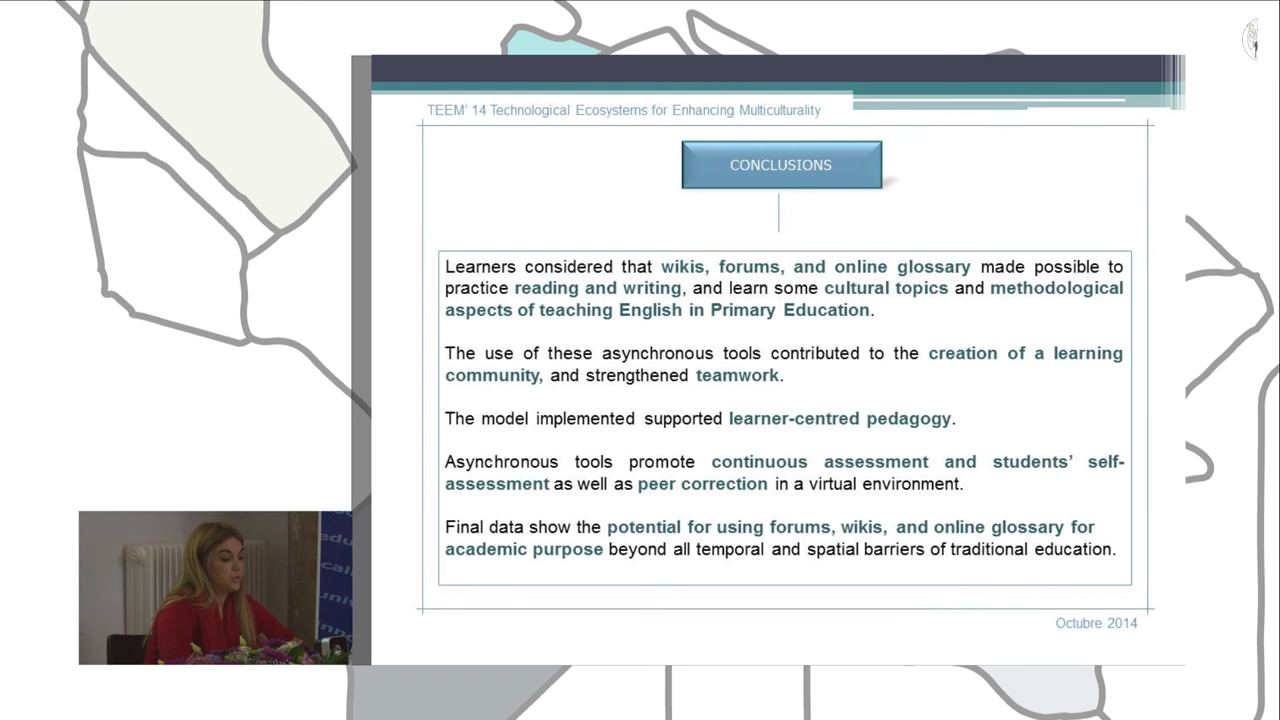 TEEM' 14 Technological Ecosystems for Enhancing Multiculturality
CONCLUSIONS
Learners considered that wikis, forums, and online glossary made possible to
practice reading and writing, and learn some cultural topics and methodological
aspects of teaching English in Primary Education.
The use of these asynchronous tools contributed to the creation of a learning
community, and strengthened teamwork.
The model implemented supported learner-centred pedagogy.
Asynchronous tools promote continuous assessment and students' self-
assessment as well as peer correction in a virtual environment.
Final data show the potential for using forums, wikis, and online glossary for
academic purpose beyond all temporal and spatial barriers of traditional education.
Octubre 2014